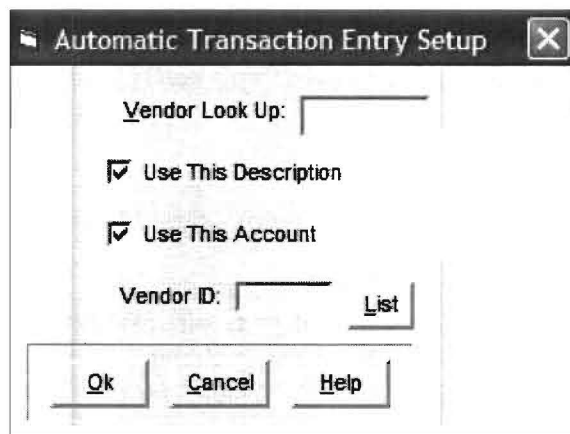 Automatic Transaction Entry Setup
Vendor Look Up:
Use This Description
Use This Account
Vendor ID:
List
Ok Cancel Help